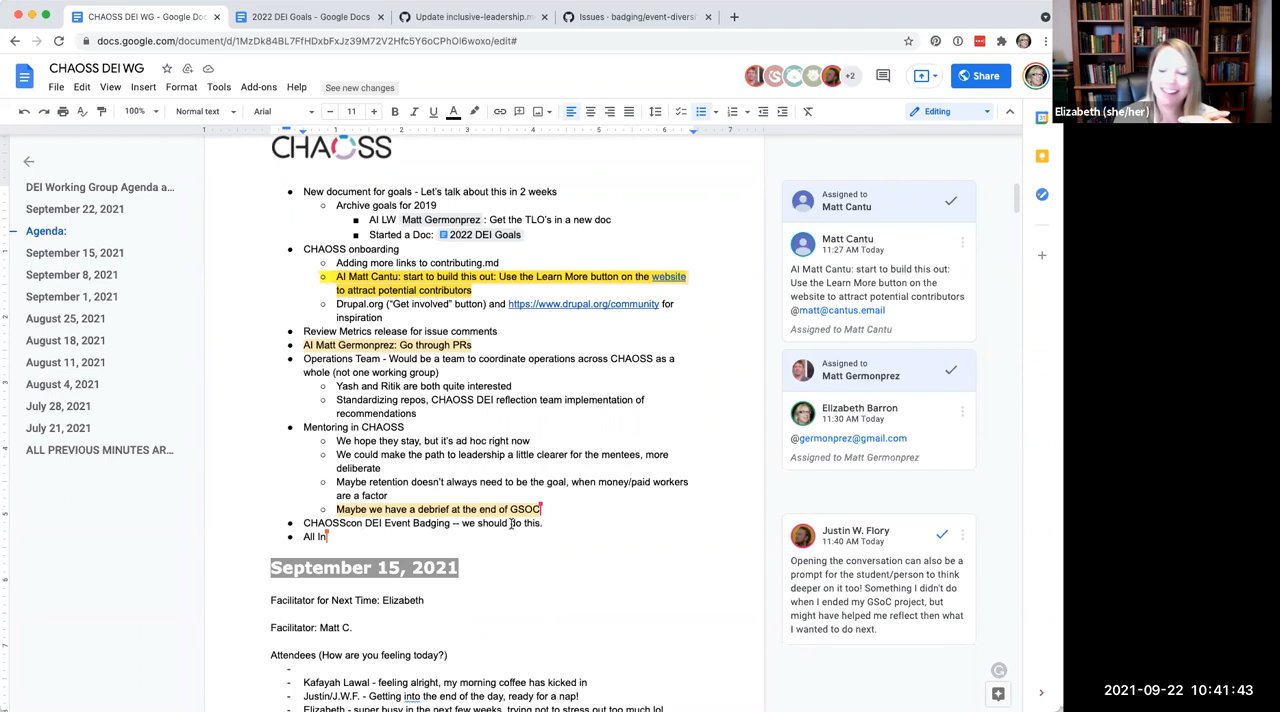 CHAOSS DEI WG - Google Doc
2022 DEI Goals - Google Docs
Update inclusive-leadership.m
Issues · badging/event-divers
docs.google.com/document/d/1MzDk84BL7FfHDxbFxJz39M72V2Hfc5Y6oCPhOl6woxo/edit#
CHAOSS DEI WG
File Edit View Insert Format Tools Add-ons Help See new changes
+2
Share
100% Normal text Arial 11 Editing
Elizabeth (she/her)
DEI Working Group Agenda a...
September 22, 2021
Agenda:
September 15, 2021
September 8, 2021
September 1, 2021
August 25, 2021
August 18, 2021
August 11, 2021
August 4, 2021
July 28, 2021
July 21, 2021
ALL PREVIOUS MINUTES AR...
CHAOSS
New document for goals - Let's talk about this in 2 weeks
Archive goals for 2019
AI LW Matt Germonprez : Get the TLO's in a new doc
Started a Doc: 2022 DEI Goals
CHAOSS onboarding
Adding more links to contributing.md
AI Matt Cantu: start to build this out: Use the Learn More button on the website
to attract potential contributors
Drupal.org ("Get involved" button) and https://www.drupal.org/community for
inspiration
Review Metrics release for issue comments
AI Matt Germonprez: Go through PRs
Operations Team - Would be a team to coordinate operations across CHAOSS as a
whole (not one working group)
Yash and Ritik are both quite interested
Standardizing repos, CHAOSS DEI reflection team implementation of
recommendations
Mentoring in CHAOSS
We hope they stay, but it's ad hoc right now
We could make the path to leadership a little clearer for the mentees, more
deliberate
Maybe retention doesn't always need to be the goal, when money/paid workers
are a factor
Maybe we have a debrief at the end of GSOC
CHAOSScon DEI Event Badging -- we should do this.
All In
September 15, 2021
Facilitator for Next Time: Elizabeth
Facilitator: Matt C.
Attendees (How are you feeling today?)
-
- Kafayah Lawal - feeling alright, my morning coffee has kicked in
- Justin/J.W.F. - Getting into the end of the day, ready for a nap!
- Elizabeth - super busy in the next few weeks, trying not to stress out too much lol
Assigned to
Matt Cantu
Matt Cantu
11:27 AM Today
AI Matt Cantu: start to build this out:
Use the Learn More button on the
website to attract potential contributors
@matt@cantus.email
Assigned to Matt Cantu
Assigned to
Matt Germonprez
Elizabeth Barron
11:30 AM Today
@germonprez@gmail.com
Assigned to Matt Germonprez
Justin W. Flory
11:40 AM Today
Opening the conversation can also be a
prompt for the student/person to think
deeper on it too! Something I didn't do
when I ended my GSoC project, but
might have helped me reflect then what
I wanted to do next.
2021-09-22 10:41:43